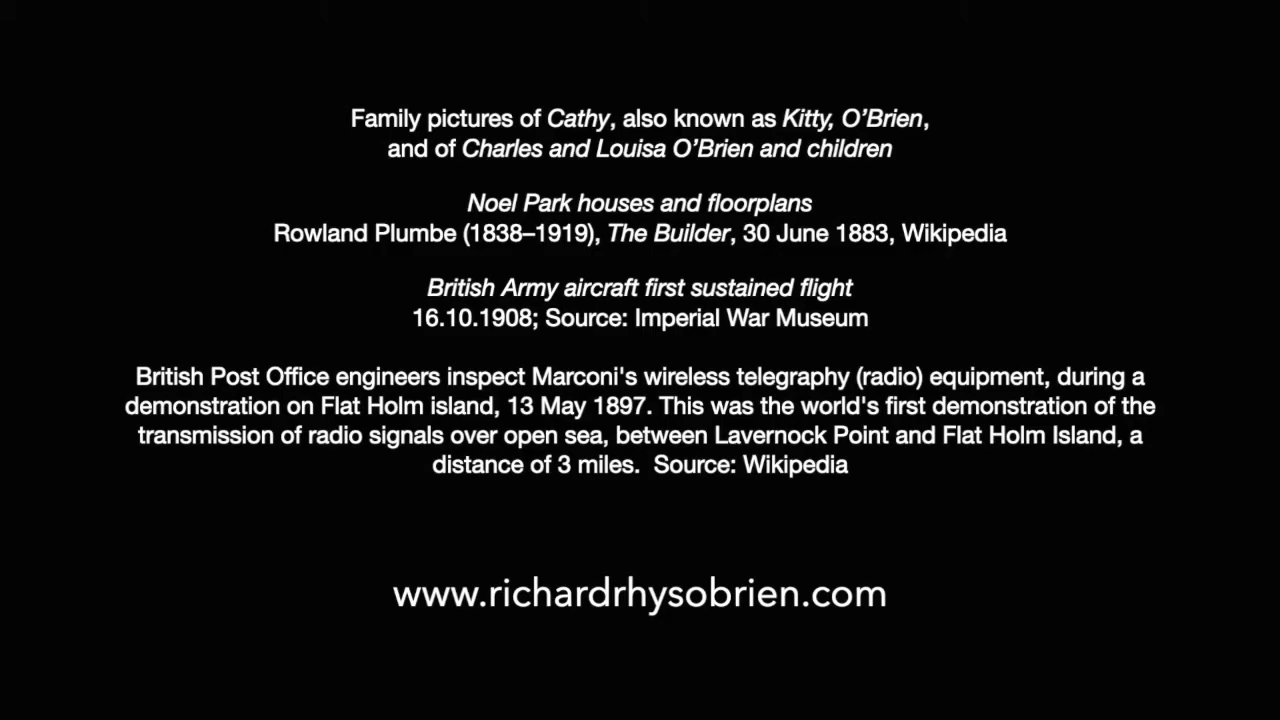 Family pictures of Cathy, also known as Kitty, O’Brien,
and of Charles and Louisa O’Brien and children
Noel Park houses and floorplans
Rowland Plumbe (1838–1919), The Builder, 30 June 1883, Wikipedia
British Army aircraft first sustained flight
16.10.1908; Source: Imperial War Museum
British Post Office engineers inspect Marconi's wireless telegraphy (radio) equipment, during a
demonstration on Flat Holm island, 13 May 1897. This was the world's first demonstration of the
transmission of radio signals over open sea, between Lavernock Point and Flat Holm Island, a
distance of 3 miles.  Source: Wikipedia
www.richardrhysobrien.com